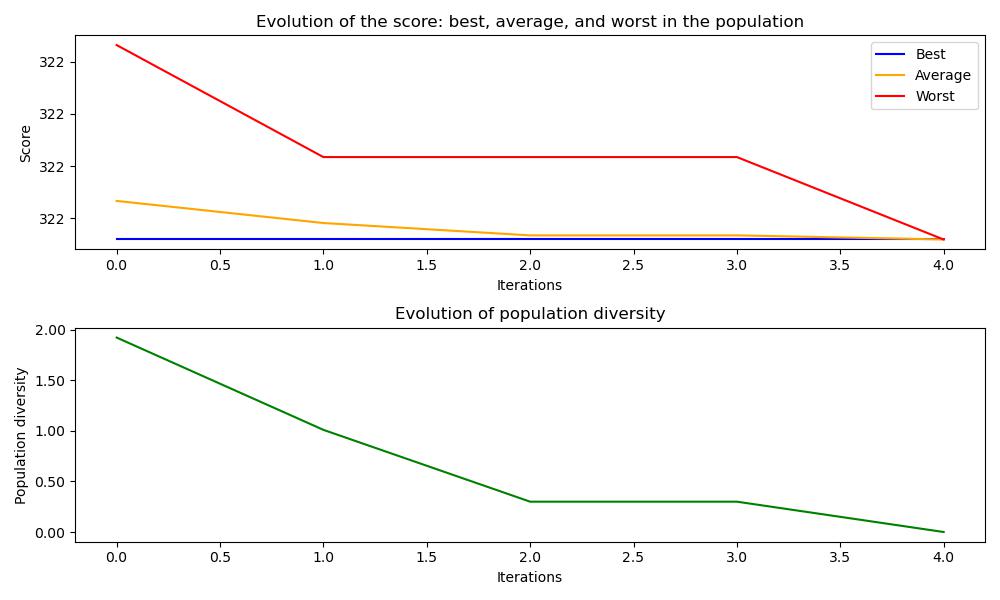 Evolution of the score: best, average, and worst in the population
322
322
322
322
Score
Best
Average
Worst
0.0 0.5 1.0 1.5 2.0 2.5 3.0 3.5 4.0
Iterations
Evolution of population diversity
2.00
1.50
1.00
0.50
0.00
Population diversity
0.0 0.5 1.0 1.5 2.0 2.5 3.0 3.5 4.0
Iterations